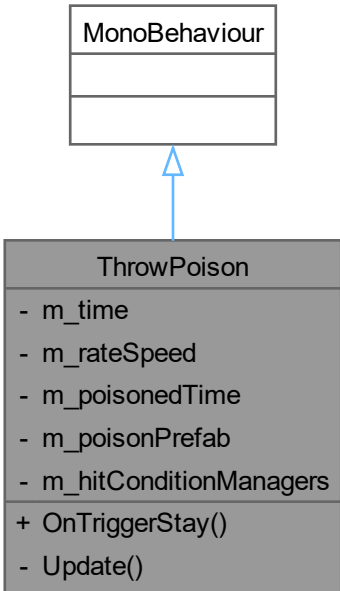 MonoBehaviour
ThrowPoison
- m_time
- m_rateSpeed
- m_poisonedTime
- m_poisonPrefab
- m_hitConditionManagers
+ OnTriggerStay()
- Update()